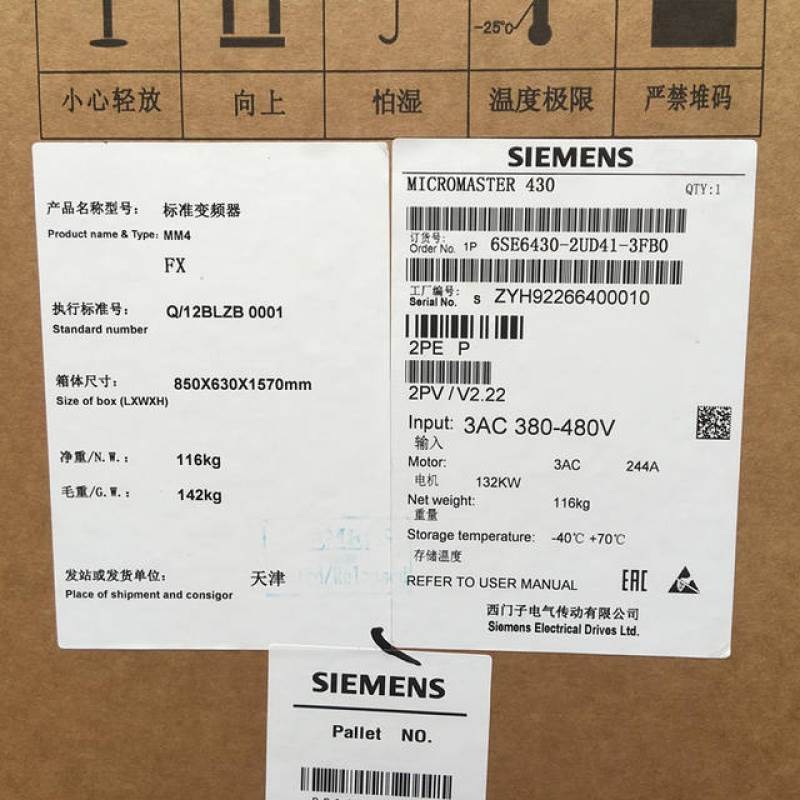 -25℃
小心轻放 向上 怕湿 温度极限 严禁堆码
产品名称型号: 标准变频器
Product name & Type: MM4
FX
执行标准号: Q/12BLZB 0001
Standard number
箱体尺寸: 850X630X1570mm
Size of box (LXWXH)
净重/N.W.: 116kg
毛重/G.W.: 142kg
发站或发货单位: 天津
Place of shipment and consigor
SIEMENS
MICROMASTER 430 QTY:1
订货号:
Order No. 1P 6SE6430-2UD41-3FB0
工厂编号:
Serial No. S ZYH92266400010
2PE P
2PV/V2.22
Input: 3AC 380-480V
输入
Motor: 3AC 244A
电机 132KW
Net weight: 116kg
重量
Storage temperature: -40℃ +70℃
存储温度
REFER TO USER MANUAL EAC
西门子电气传动有限公司
Siemens Electrical Drives Ltd.
SIEMENS
Pallet NO.